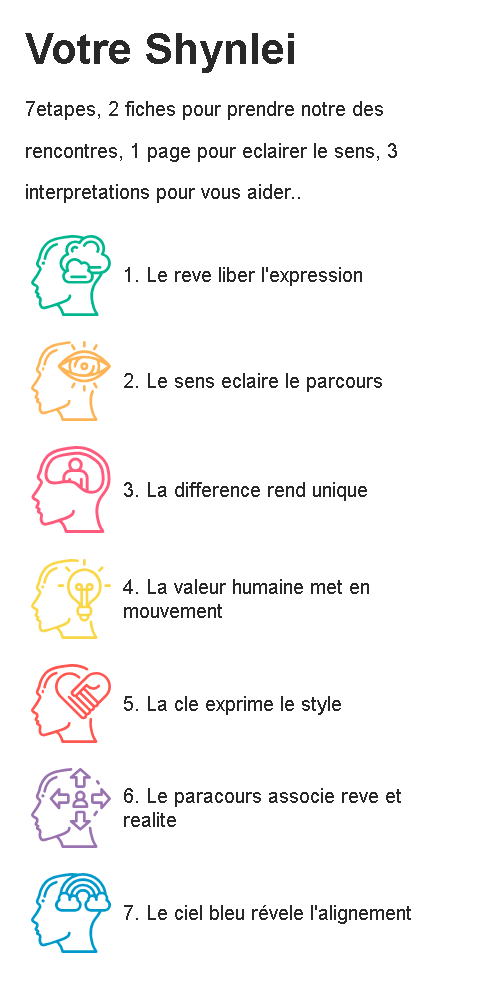 Votre Shynlei
7etapes, 2 fiches pour prendre notre des
rencontres, 1 page pour eclairer le sens, 3
interpretations pour vous aider..
1. Le reve liber l'expression
2. Le sens eclaire le parcours
3. La difference rend unique
4. La valeur humaine met en
mouvement
5. La cle exprime le style
6. Le paracours associe reve et
realite
7. Le ciel bleu révele l'alignement